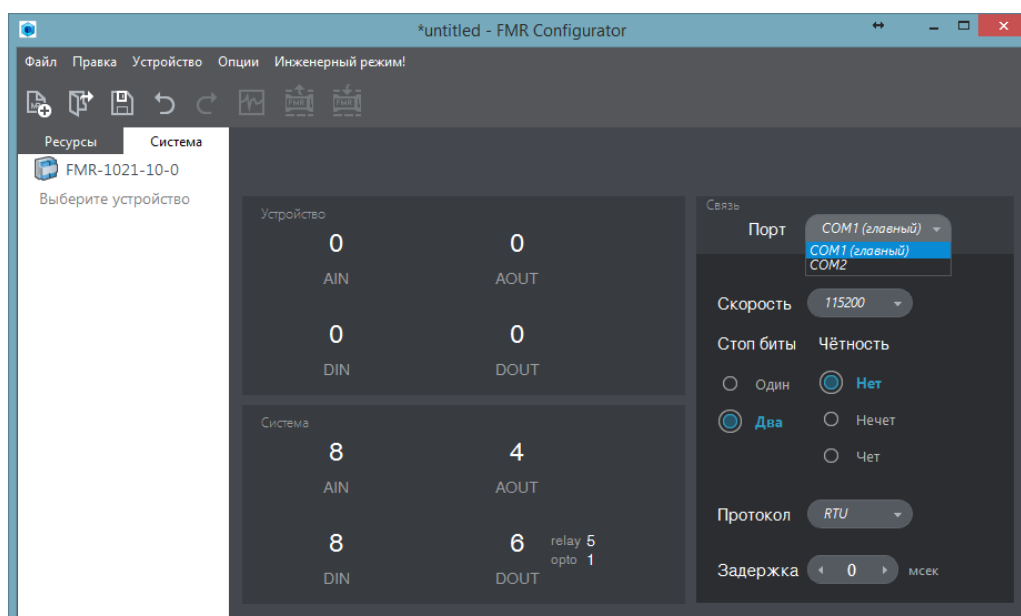 *untitled - FMR Configurator
Файл Правка Устройство Опции Инженерный режим!
Ресурсы Система
FMR-1021-10-0
Выберите устройство
Устройство
0 0
AIN AOUT
0 0
DIN DOUT
Система
8 4
AIN AOUT
8 6 relay 5
opto 1
DIN DOUT
Связь
Порт COM1 (главный)
COM1 (главный)
COM2
Скорость 115200
Стоп биты Чётность
Один Нет
Два Нечет
Чет
Протокол RTU
Задержка 0 мсек